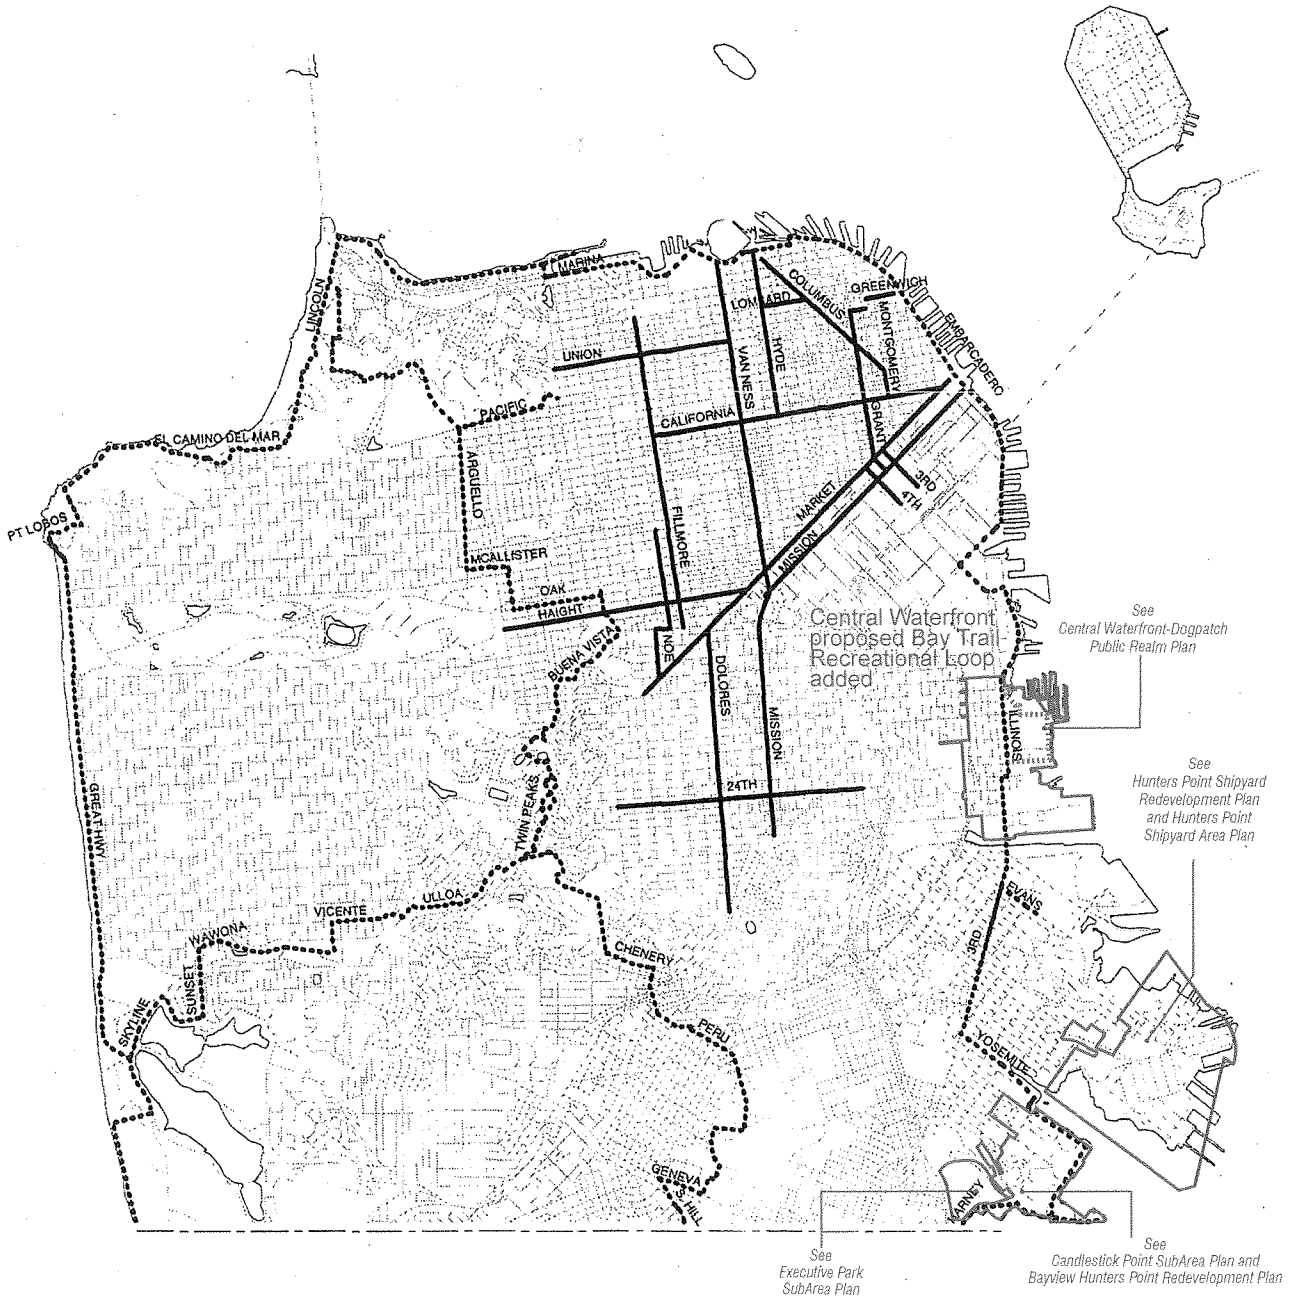 MARINA
LINCOLN
LOMBARD
COLUMBUS
GREENWICH
MONTGOMERY
EMBARCADERO
UNION
VAN NESS
HYDE
PACIFIC
CALIFORNIA
GRANT
EL CAMINO DEL MAR
ARGUELLO
3RD
4TH
MARKET
PT LOBOS
FILLMORE
MISSION
MCALLISTER
OAK
HAIGHT
BUENA VISTA
NOE
DOLORES
MISSION
Central Waterfront
proposed Bay Trail
Recreational Loop
added
See
Central Waterfront-Dogpatch
Public Realm Plan
ILLINOIS
See
Hunters Point Shipyard
Redevelopment Plan
and Hunters Point
Shipyard Area Plan
24TH
GREAT HWY
TWIN PEAKS
ULLOA
VICENTE
WAWONA
SUNSET
SKYLINE
EVANS
3RD
CHENERY
PERU
YOSEMITE
GENEVA
HILL
See
Executive Park
SubArea Plan
See
Candlestick Point SubArea Plan and
Bayview Hunters Point Redevelopment Plan